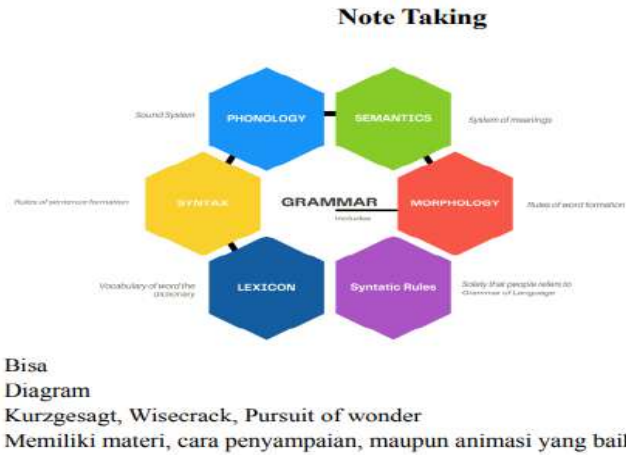 Note Taking
PHONOLOGY
SEMANTICS
Sound System
System of meanings
SYNTAX
GRAMMAR
includes
MORPHOLOGY
Rules of sentence formation
Rules of word formation
LEXICON
Syntatic Rules
Vocabulary of word the
dictionary
Solely that people refers to
Grammar of Language
Bisa
Diagram
Kurzgesagt, Wisecrack, Pursuit of wonder
Memiliki materi, cara penyampaian, maupun animasi yang baik